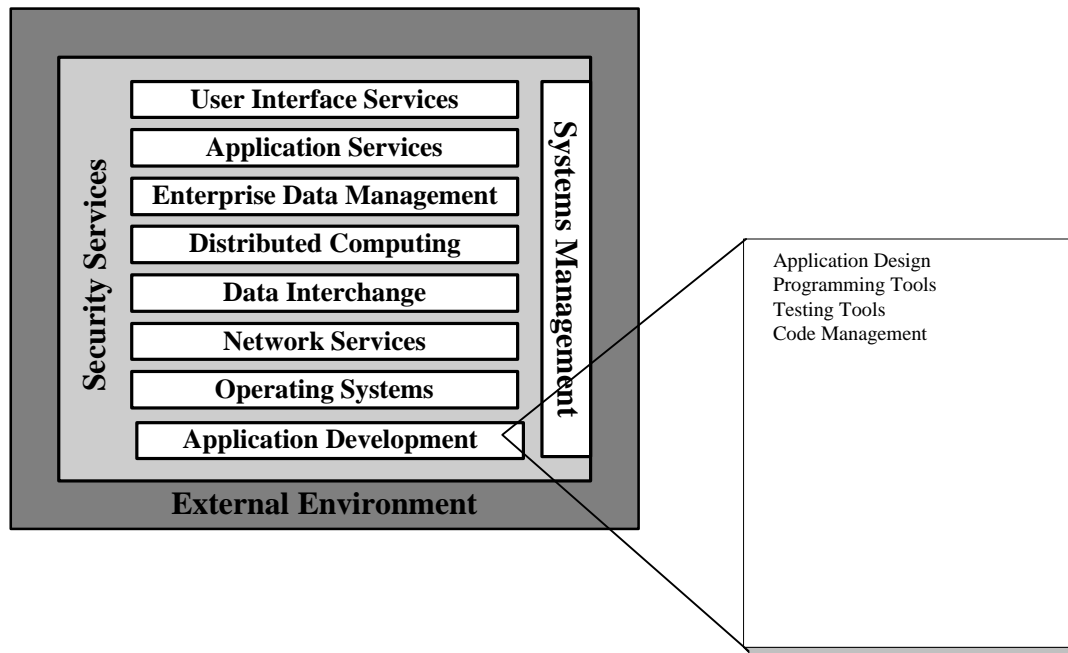 User Interface Services
Application Services
Enterprise Data Management
Distributed Computing
Data Interchange
Network Services
Operating Systems
Application Development
Security Services
Systems Management
External Environment
Application Design
Programming Tools
Testing Tools
Code Management